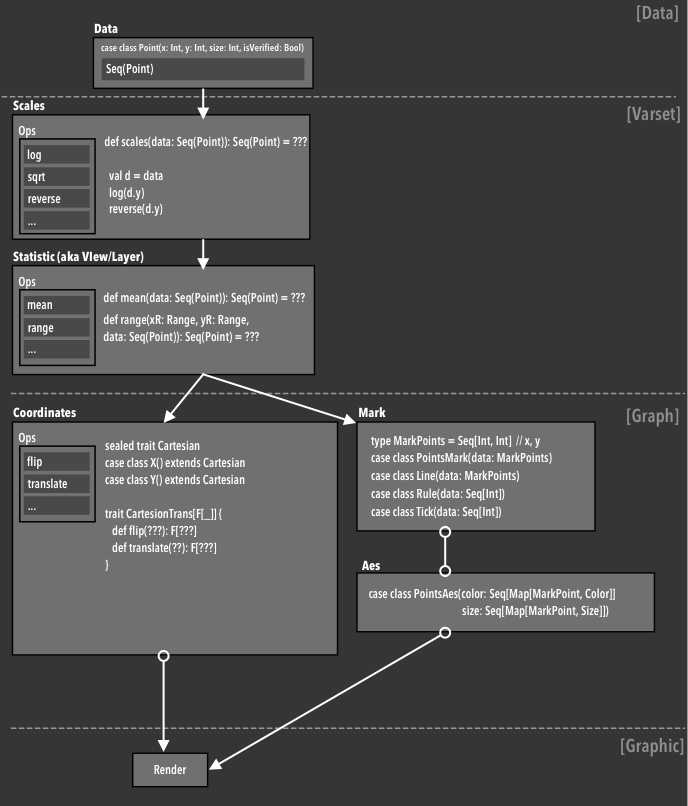 [Data]
Data
case class Point(x: Int, y: Int, size: Int, isVerified: Bool)
Seq(Point)
[Varset]
Scales
Ops
log
sqrt
reverse
...
def scales(data: Seq(Point)): Seq(Point) = ???
val d = data
log(d.y)
reverse(d.y)
Statistic (aka VIew/Layer)
Ops
mean
range
...
def mean(data: Seq(Point)): Seq(Point) = ???
def range(xR: Range, yR: Range,
data: Seq(Point)): Seq(Point) = ???
[Graph]
Coordinates
Ops
flip
translate
...
sealed trait Cartesian
case class X() extends Cartesian
case class Y() extends Cartesian
trait CartesionTrans[F[_]] {
def flip(???): F[???]
def translate(??): F[???]
}
Mark
type MarkPoints = Seq[Int, Int] // x, y
case class PointsMark(data: MarkPoints)
case class Line(data: MarkPoints)
case class Rule(data: Seq[Int])
case class Tick(data: Seq[Int])
Aes
case class PointsAes(color: Seq[Map[MarkPoint, Color]]
size: Seq[Map[MarkPoint, Size]])
[Graphic]
Render